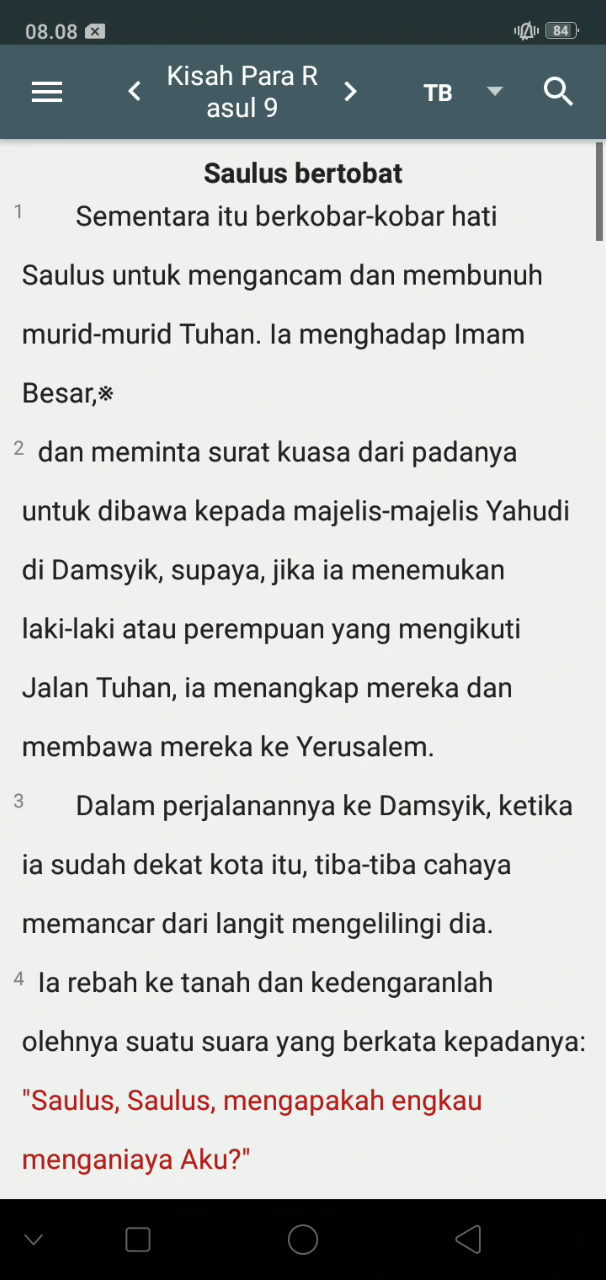 08.08
84
Kisah Para R
asul 9
TB
Saulus bertobat
1 Sementara itu berkobar-kobar hati
Saulus untuk mengancam dan membunuh
murid-murid Tuhan. Ia menghadap Imam
Besar,※
2 dan meminta surat kuasa dari padanya
untuk dibawa kepada majelis-majelis Yahudi
di Damsyik, supaya, jika ia menemukan
laki-laki atau perempuan yang mengikuti
Jalan Tuhan, ia menangkap mereka dan
membawa mereka ke Yerusalem.
3 Dalam perjalanannya ke Damsyik, ketika
ia sudah dekat kota itu, tiba-tiba cahaya
memancar dari langit mengelilingi dia.
4 Ia rebah ke tanah dan kedengaranlah
olehnya suatu suara yang berkata kepadanya:
"Saulus, Saulus, mengapakah engkau
menganiaya Aku?"